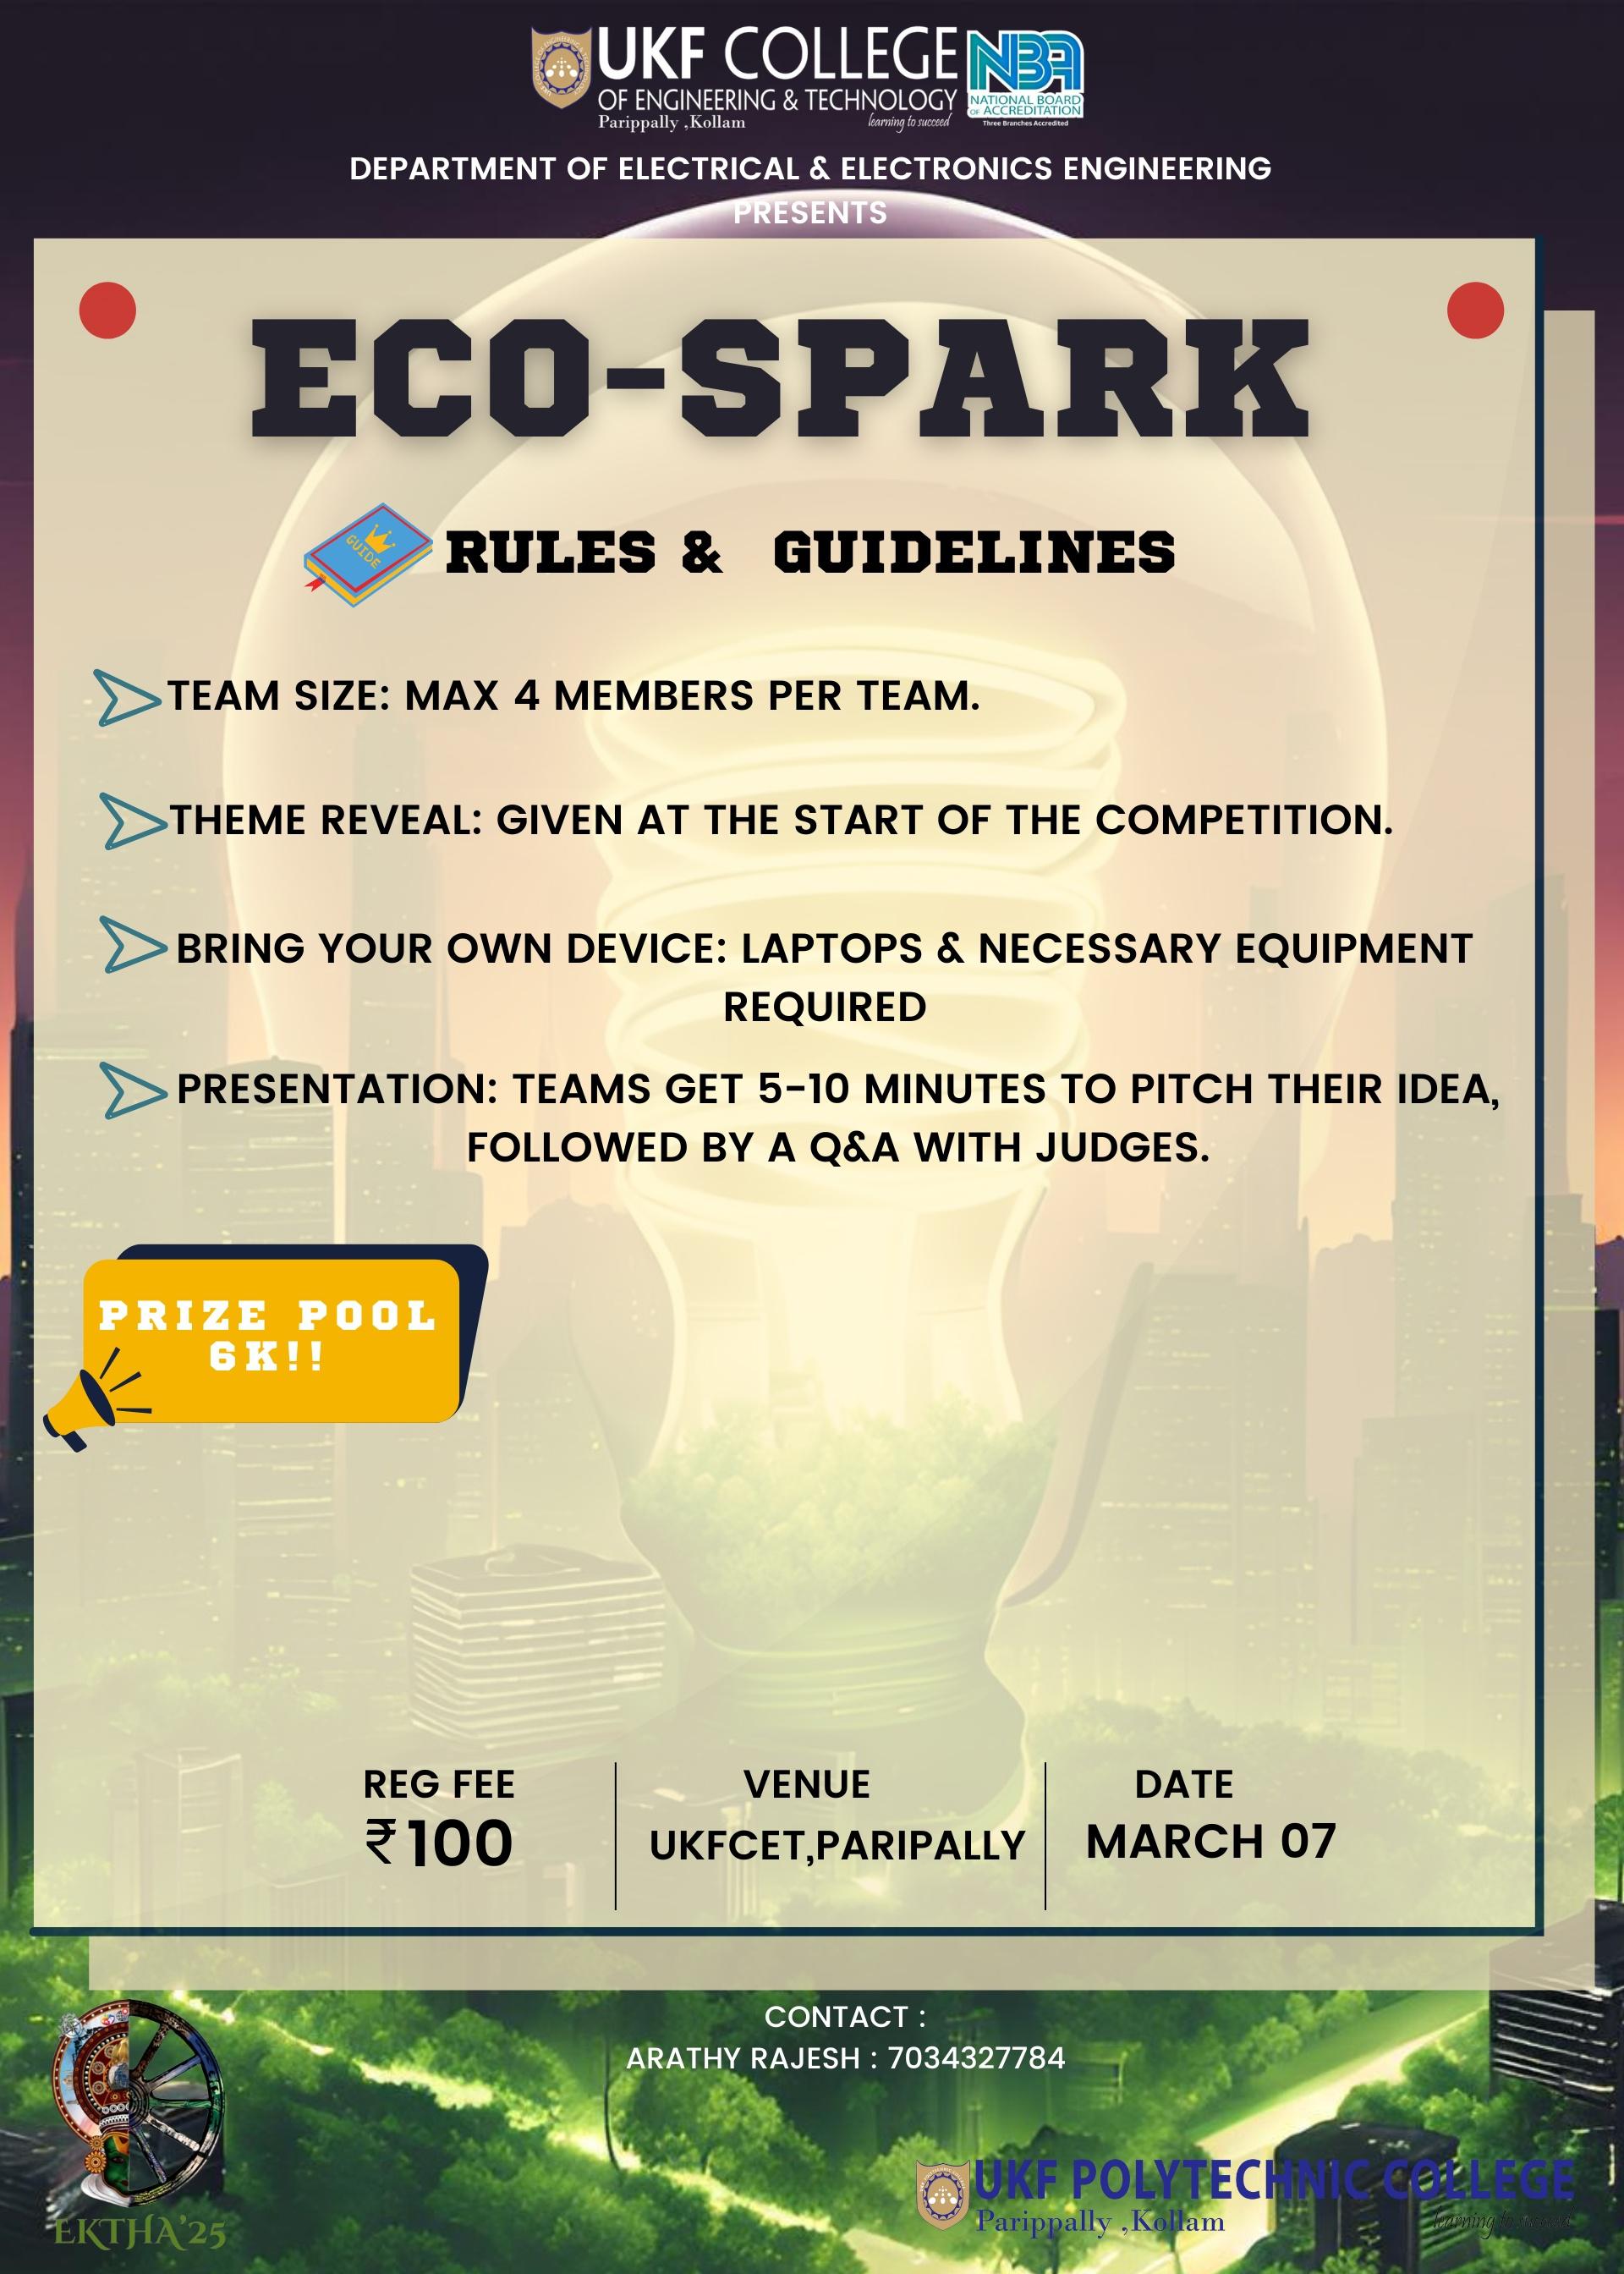 UKF COLLEGE
OF ENGINEERING & TECHNOLOGY
Parippally ,Kollam
learning to succeed
NBA
NATIONAL BOARD
OF ACCREDITATION
Three Branches Accredited
DEPARTMENT OF ELECTRICAL & ELECTRONICS ENGINEERING
PRESENTS
ECO-SPARK
GUIDE
RULES & GUIDELINES
TEAM SIZE: MAX 4 MEMBERS PER TEAM.
THEME REVEAL: GIVEN AT THE START OF THE COMPETITION.
BRING YOUR OWN DEVICE: LAPTOPS & NECESSARY EQUIPMENT
REQUIRED
PRESENTATION: TEAMS GET 5-10 MINUTES TO PITCH THEIR IDEA,
FOLLOWED BY A Q&A WITH JUDGES.
PRIZE POOL
6K!!
REG FEE
₹100
VENUE
UKFCET,PARIPALLY
DATE
MARCH 07
CONTACT :
ARATHY RAJESH : 7034327784
EKTHA'25
UKF POLYTECHNIC COLLEGE
Parippally ,Kollam
learning to succeed